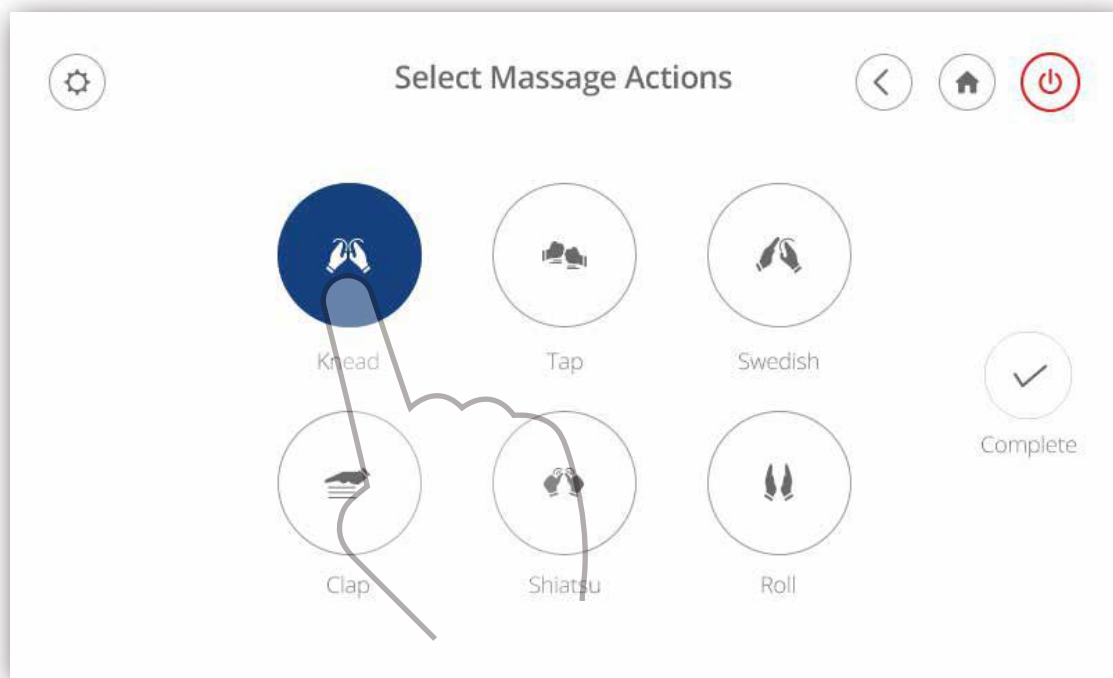 Select Massage Actions
Knead
Tap
Swedish
Complete
Clap
Shiatsu
Roll